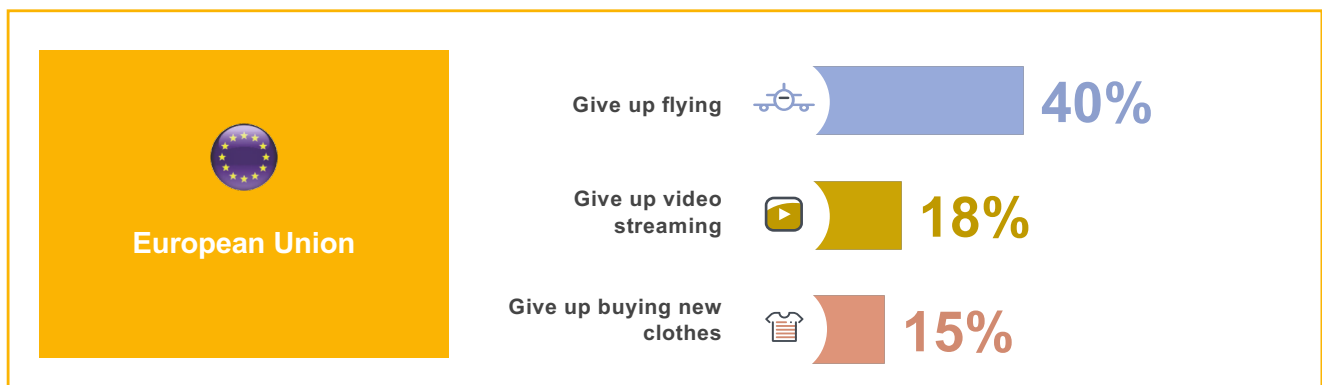 European Union
Give up flying
40%
Give up video
streaming
18%
Give up buying new
clothes
15%